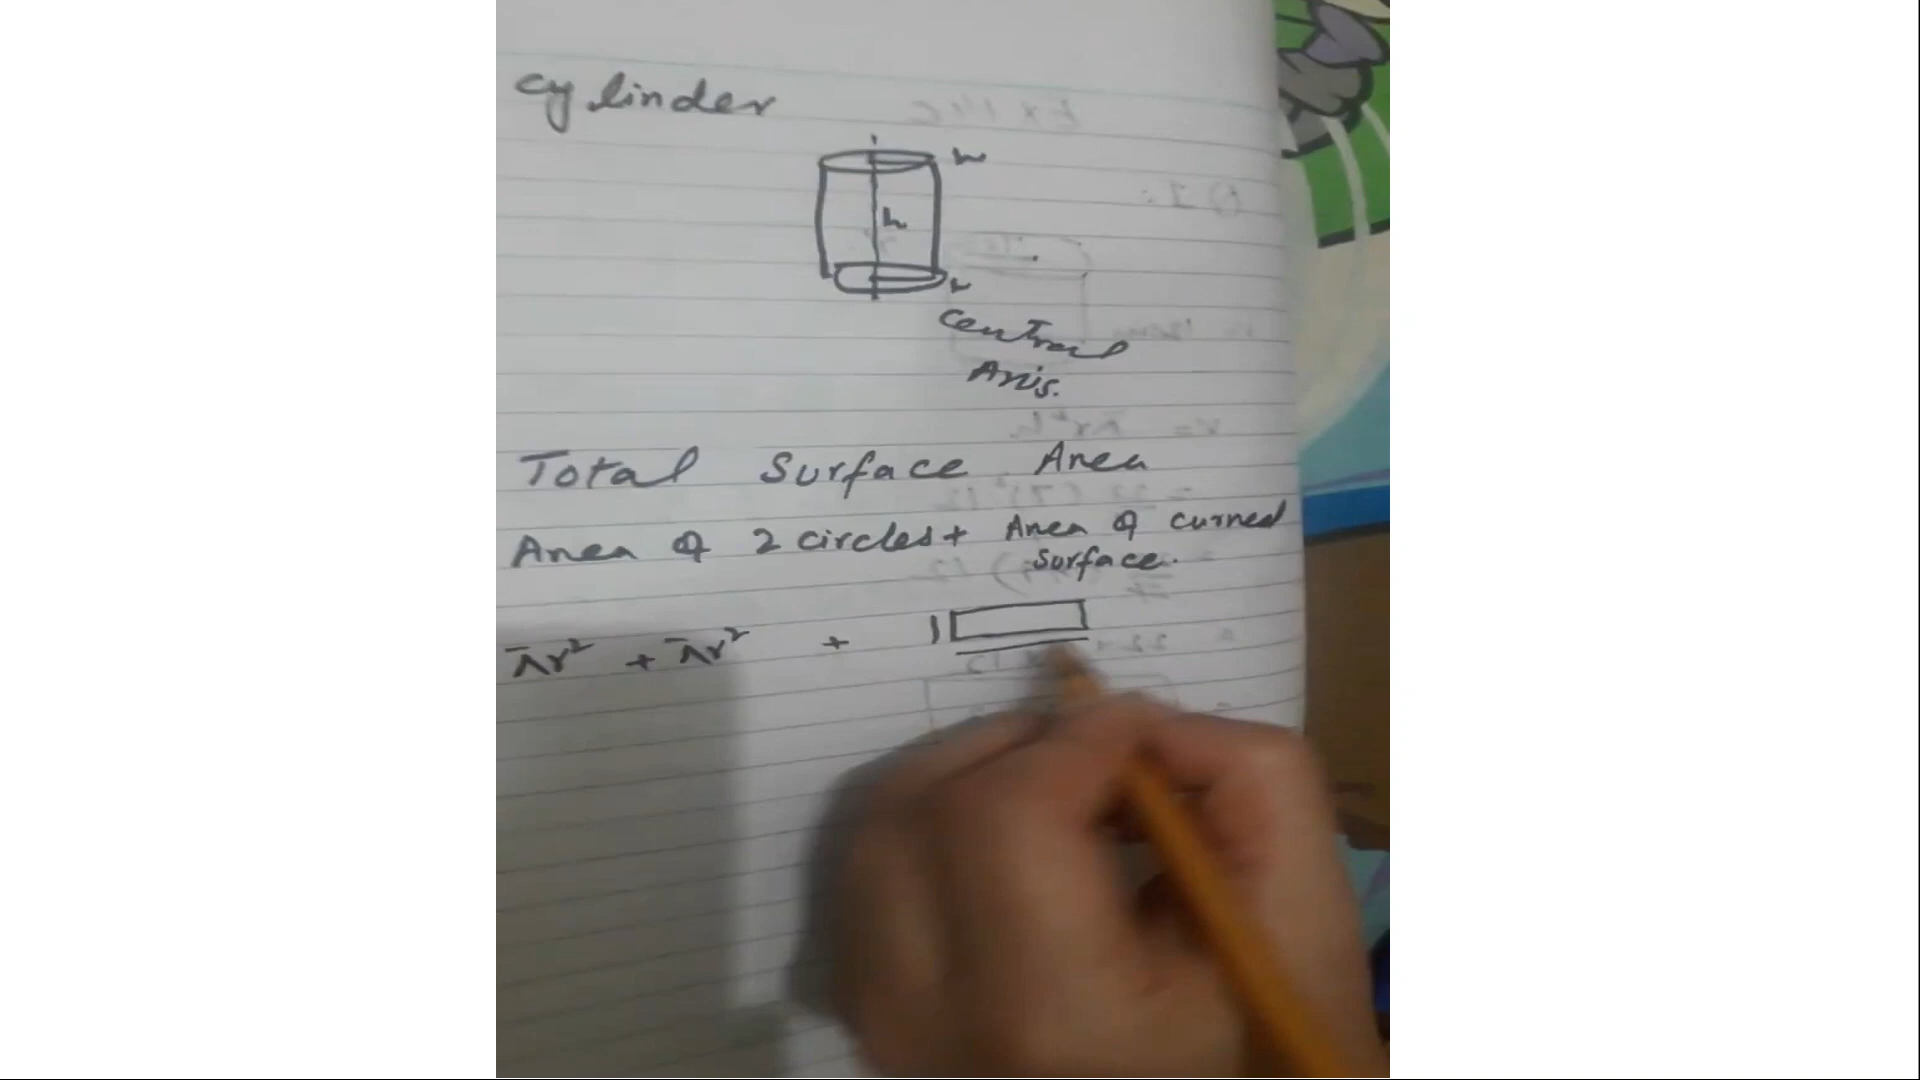 Cylinder
r
h
r
Central
Axis.
Total Surface Area
Area of 2 circles + Area of curved
surface.
πr² + πr² +